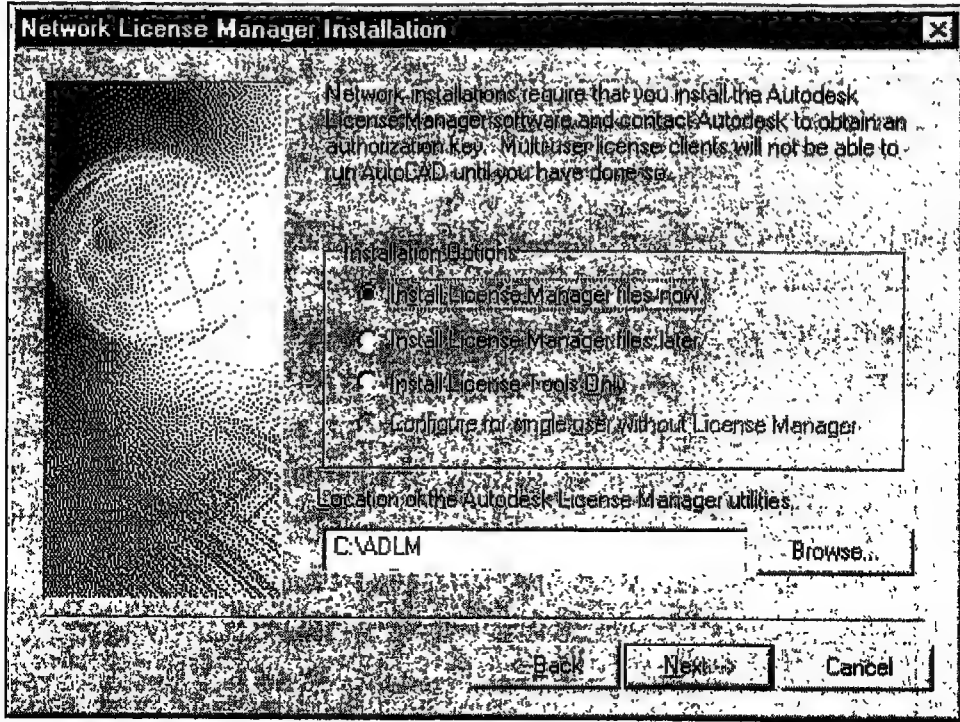 Network License Manager Installation
Network installations require that you install the Autodesk
License Manager software and contact Autodesk to obtain an
authorization key. Multi-user license clients will not be able to
run AutoCAD until you have done so.
Installation Options
Install License Manager files now
Install License Manager files later
Install License Tools Only
Configure for single user without License Manager
Location of the Autodesk License Manager utilities.
C:\ADLM
Browse...
< Back
Next >
Cancel